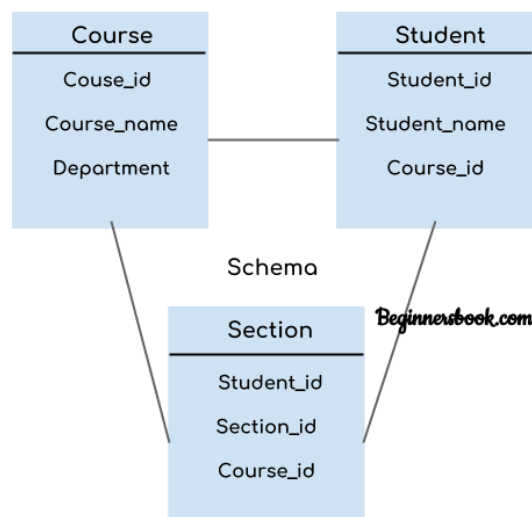 Course
Couse_id
Course_name
Department
Student
Student_id
Student_name
Course_id
Schema
Beginnersbook.com
Section
Student_id
Section_id
Course_id